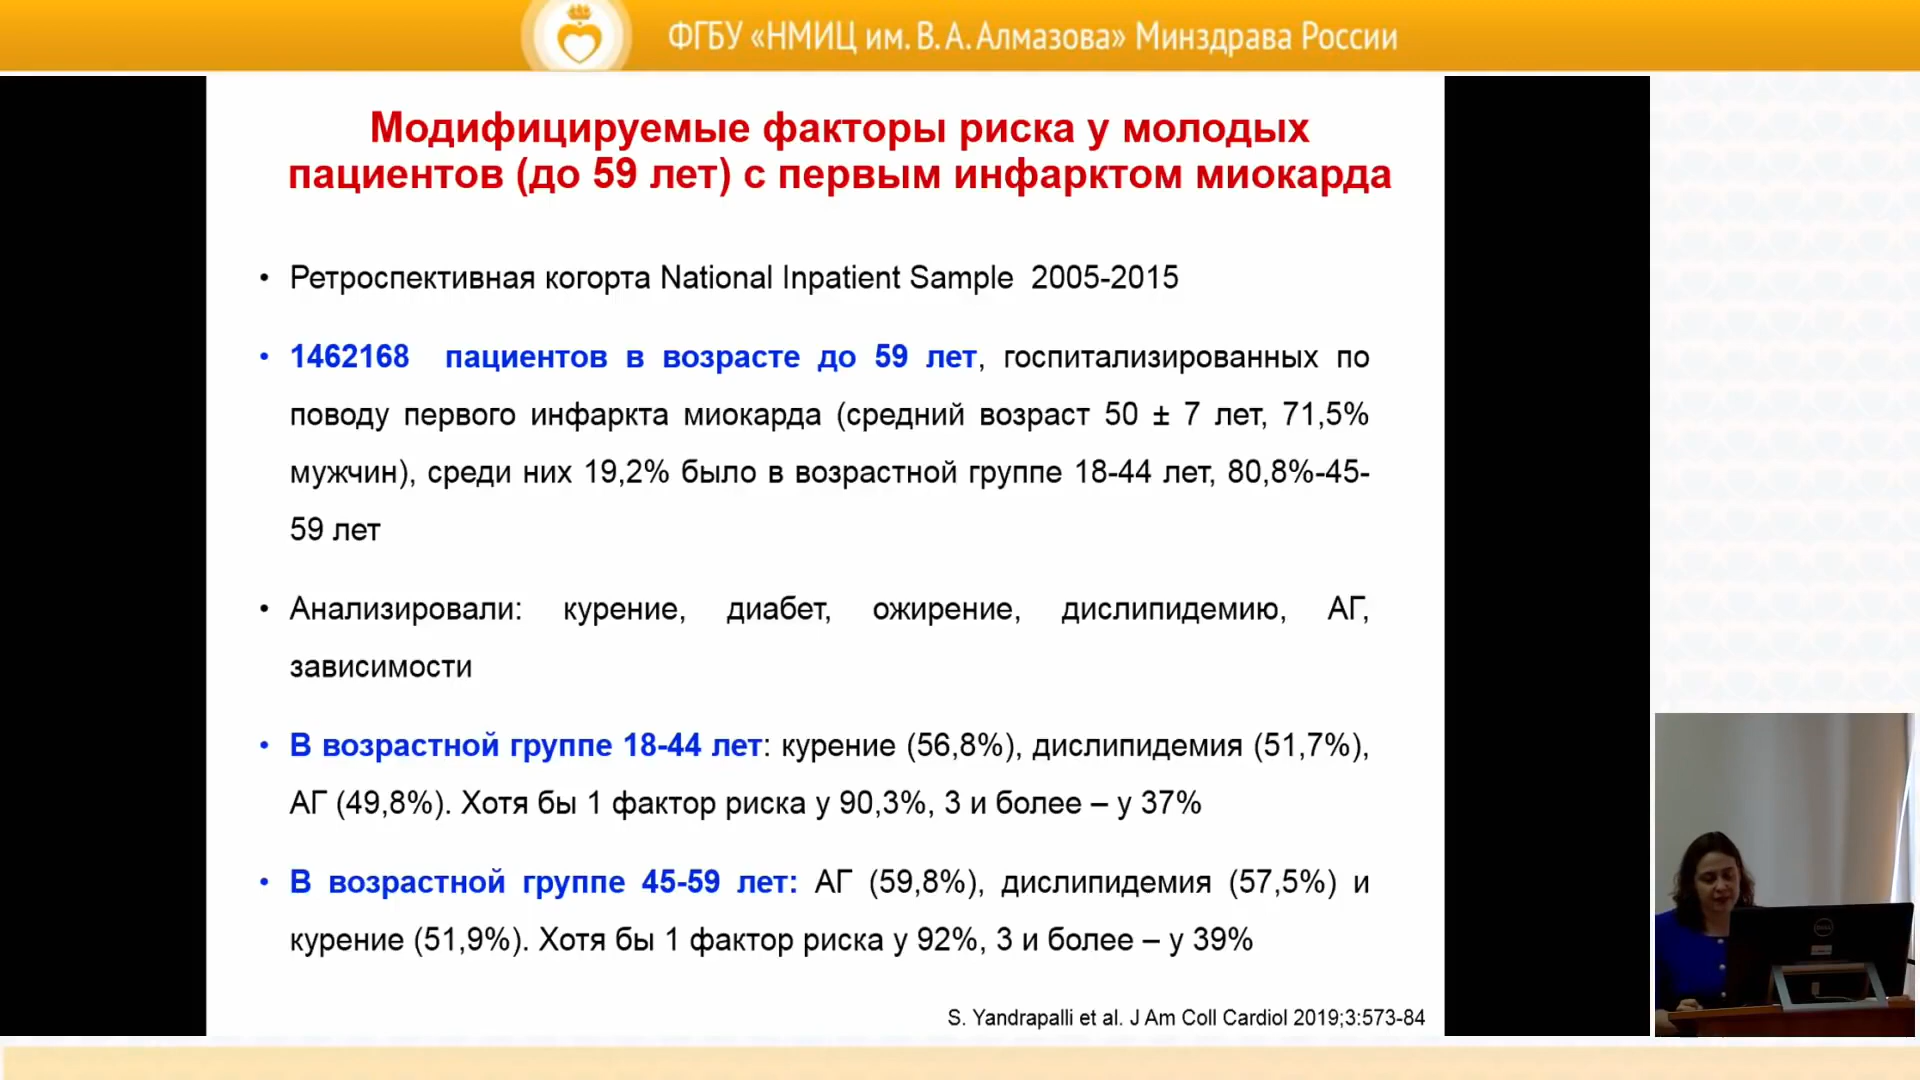 ФГБУ «НМИЦ им. В. А. Алмазова» Минздрава России
Модифицируемые факторы риска у молодых
пациентов (до 59 лет) с первым инфарктом миокарда
• Ретроспективная когорта National Inpatient Sample 2005-2015
• 1462168 пациентов в возрасте до 59 лет, госпитализированных по
поводу первого инфаркта миокарда (средний возраст 50 ± 7 лет, 71,5%
мужчин), среди них 19,2% было в возрастной группе 18-44 лет, 80,8%-45-
59 лет
• Анализировали: курение, диабет, ожирение, дислипидемию, АГ,
зависимости
• В возрастной группе 18-44 лет: курение (56,8%), дислипидемия (51,7%),
АГ (49,8%). Хотя бы 1 фактор риска у 90,3%, 3 и более – у 37%
• В возрастной группе 45-59 лет: АГ (59,8%), дислипидемия (57,5%) и
курение (51,9%). Хотя бы 1 фактор риска у 92%, 3 и более – у 39%
S. Yandrapalli et al. J Am Coll Cardiol 2019;3:573-84